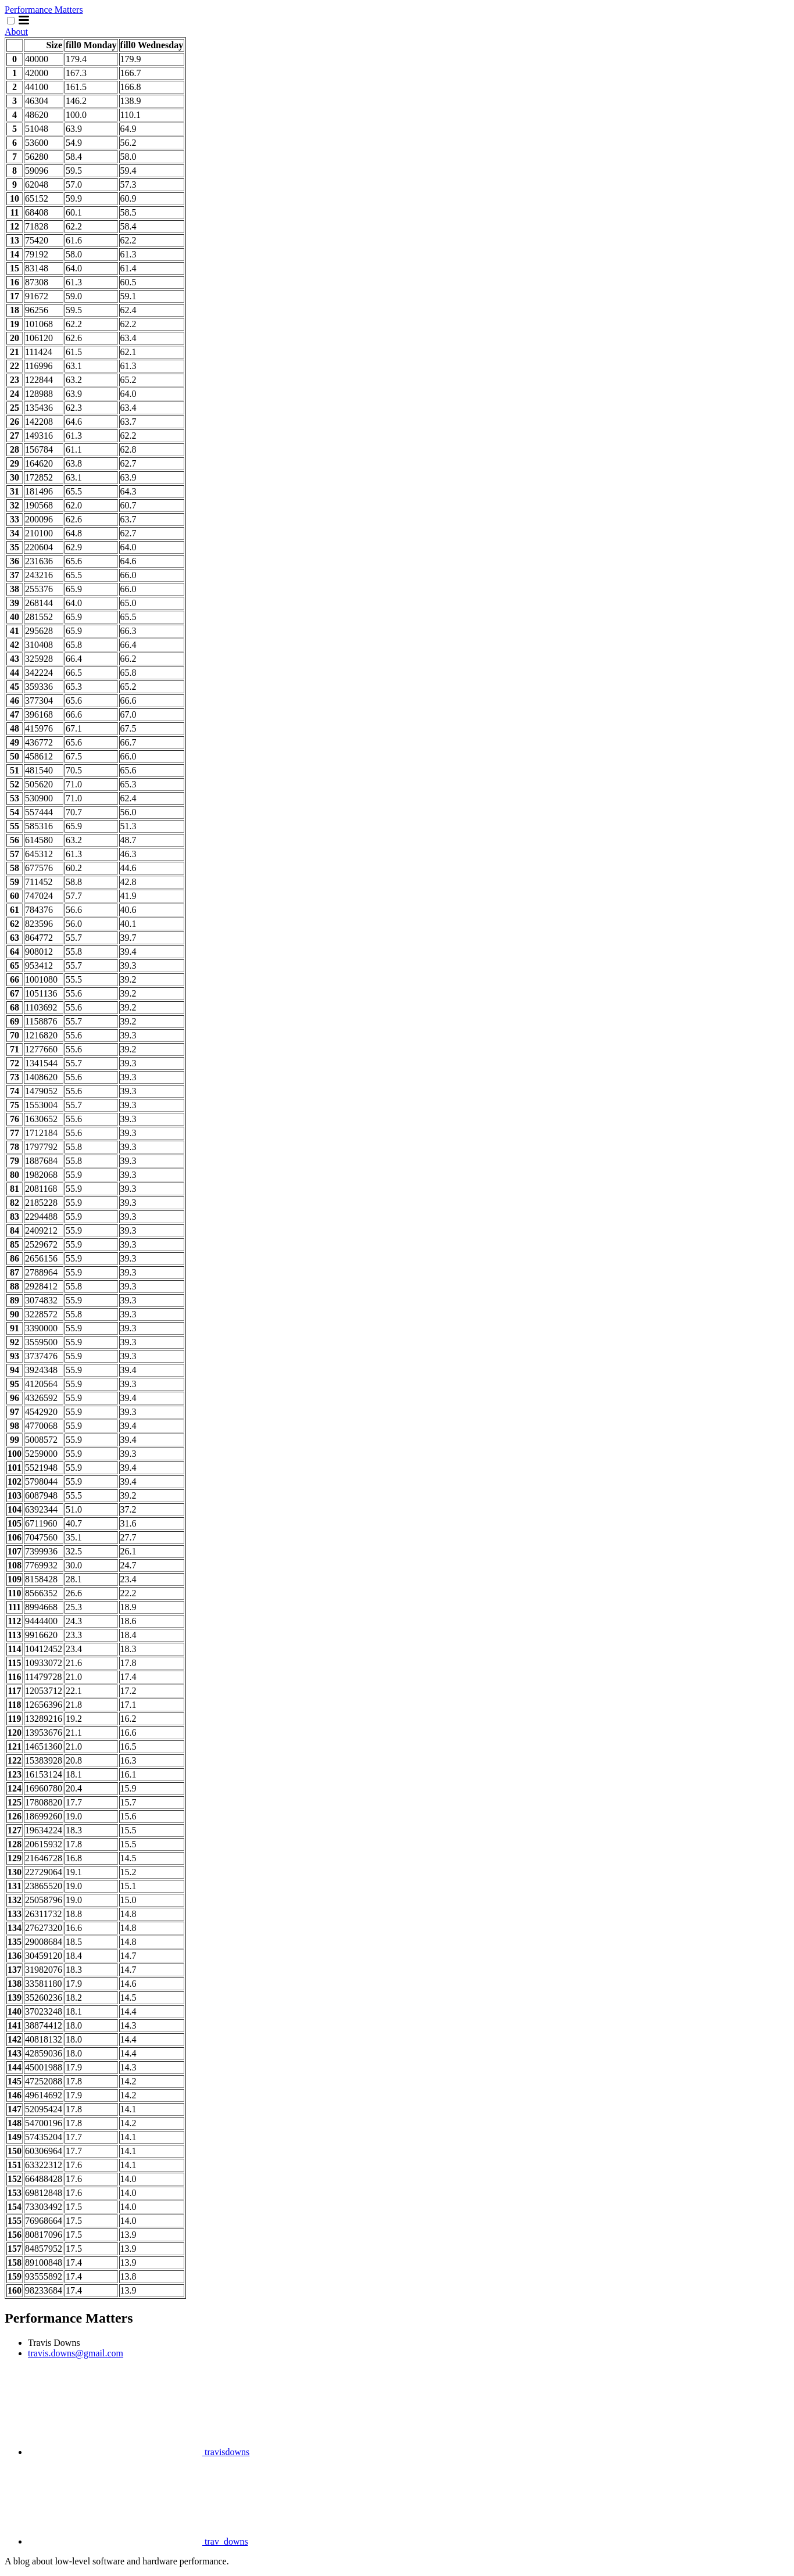 Performance Matters
About
Size fill0 Monday fill0 Wednesday
0 40000 179.4 179.9
1 42000 167.3 166.7
2 44100 161.5 166.8
3 46304 146.2 138.9
4 48620 100.0 110.1
5 51048 63.9 64.9
6 53600 54.9 56.2
7 56280 58.4 58.0
8 59096 59.5 59.4
9 62048 57.0 57.3
10 65152 59.9 60.9
11 68408 60.1 58.5
12 71828 62.2 58.4
13 75420 61.6 62.2
14 79192 58.0 61.3
15 83148 64.0 61.4
16 87308 61.3 60.5
17 91672 59.0 59.1
18 96256 59.5 62.4
19 101068 62.2 62.2
20 106120 62.6 63.4
21 111424 61.5 62.1
22 116996 63.1 61.3
23 122844 63.2 65.2
24 128988 63.9 64.0
25 135436 62.3 63.4
26 142208 64.6 63.7
27 149316 61.3 62.2
28 156784 61.1 62.8
29 164620 63.8 62.7
30 172852 63.1 63.9
31 181496 65.5 64.3
32 190568 62.0 60.7
33 200096 62.6 63.7
34 210100 64.8 62.7
35 220604 62.9 64.0
36 231636 65.6 64.6
37 243216 65.5 66.0
38 255376 65.9 66.0
39 268144 64.0 65.0
40 281552 65.9 65.5
41 295628 65.9 66.3
42 310408 65.8 66.4
43 325928 66.4 66.2
44 342224 66.5 65.8
45 359336 65.3 65.2
46 377304 65.6 66.6
47 396168 66.6 67.0
48 415976 67.1 67.5
49 436772 65.6 66.7
50 458612 67.5 66.0
51 481540 70.5 65.6
52 505620 71.0 65.3
53 530900 71.0 62.4
54 557444 70.7 56.0
55 585316 65.9 51.3
56 614580 63.2 48.7
57 645312 61.3 46.3
58 677576 60.2 44.6
59 711452 58.8 42.8
60 747024 57.7 41.9
61 784376 56.6 40.6
62 823596 56.0 40.1
63 864772 55.7 39.7
64 908012 55.8 39.4
65 953412 55.7 39.3
66 1001080 55.5 39.2
67 1051136 55.6 39.2
68 1103692 55.6 39.2
69 1158876 55.7 39.2
70 1216820 55.6 39.3
71 1277660 55.6 39.2
72 1341544 55.7 39.3
73 1408620 55.6 39.3
74 1479052 55.6 39.3
75 1553004 55.7 39.3
76 1630652 55.6 39.3
77 1712184 55.6 39.3
78 1797792 55.8 39.3
79 1887684 55.8 39.3
80 1982068 55.9 39.3
81 2081168 55.9 39.3
82 2185228 55.9 39.3
83 2294488 55.9 39.3
84 2409212 55.9 39.3
85 2529672 55.9 39.3
86 2656156 55.9 39.3
87 2788964 55.9 39.3
88 2928412 55.8 39.3
89 3074832 55.9 39.3
90 3228572 55.8 39.3
91 3390000 55.9 39.3
92 3559500 55.9 39.3
93 3737476 55.9 39.3
94 3924348 55.9 39.4
95 4120564 55.9 39.3
96 4326592 55.9 39.4
97 4542920 55.9 39.3
98 4770068 55.9 39.4
99 5008572 55.9 39.4
100 5259000 55.9 39.3
101 5521948 55.9 39.4
102 5798044 55.9 39.4
103 6087948 55.5 39.2
104 6392344 51.0 37.2
105 6711960 40.7 31.6
106 7047560 35.1 27.7
107 7399936 32.5 26.1
108 7769932 30.0 24.7
109 8158428 28.1 23.4
110 8566352 26.6 22.2
111 8994668 25.3 18.9
112 9444400 24.3 18.6
113 9916620 23.3 18.4
114 10412452 23.4 18.3
115 10933072 21.6 17.8
116 11479728 21.0 17.4
117 12053712 22.1 17.2
118 12656396 21.8 17.1
119 13289216 19.2 16.2
120 13953676 21.1 16.6
121 14651360 21.0 16.5
122 15383928 20.8 16.3
123 16153124 18.1 16.1
124 16960780 20.4 15.9
125 17808820 17.7 15.7
126 18699260 19.0 15.6
127 19634224 18.3 15.5
128 20615932 17.8 15.5
129 21646728 16.8 14.5
130 22729064 19.1 15.2
131 23865520 19.0 15.1
132 25058796 19.0 15.0
133 26311732 18.8 14.8
134 27627320 16.6 14.8
135 29008684 18.5 14.8
136 30459120 18.4 14.7
137 31982076 18.3 14.7
138 33581180 17.9 14.6
139 35260236 18.2 14.5
140 37023248 18.1 14.4
141 38874412 18.0 14.3
142 40818132 18.0 14.4
143 42859036 18.0 14.4
144 45001988 17.9 14.3
145 47252088 17.8 14.2
146 49614692 17.9 14.2
147 52095424 17.8 14.1
148 54700196 17.8 14.2
149 57435204 17.7 14.1
150 60306964 17.7 14.1
151 63322312 17.6 14.1
152 66488428 17.6 14.0
153 69812848 17.6 14.0
154 73303492 17.5 14.0
155 76968664 17.5 14.0
156 80817096 17.5 13.9
157 84857952 17.5 13.9
158 89100848 17.4 13.9
159 93555892 17.4 13.8
160 98233684 17.4 13.9
Performance Matters
Travis Downs
travis.downs@gmail.com
travisdowns
trav_downs
A blog about low-level software and hardware performance.